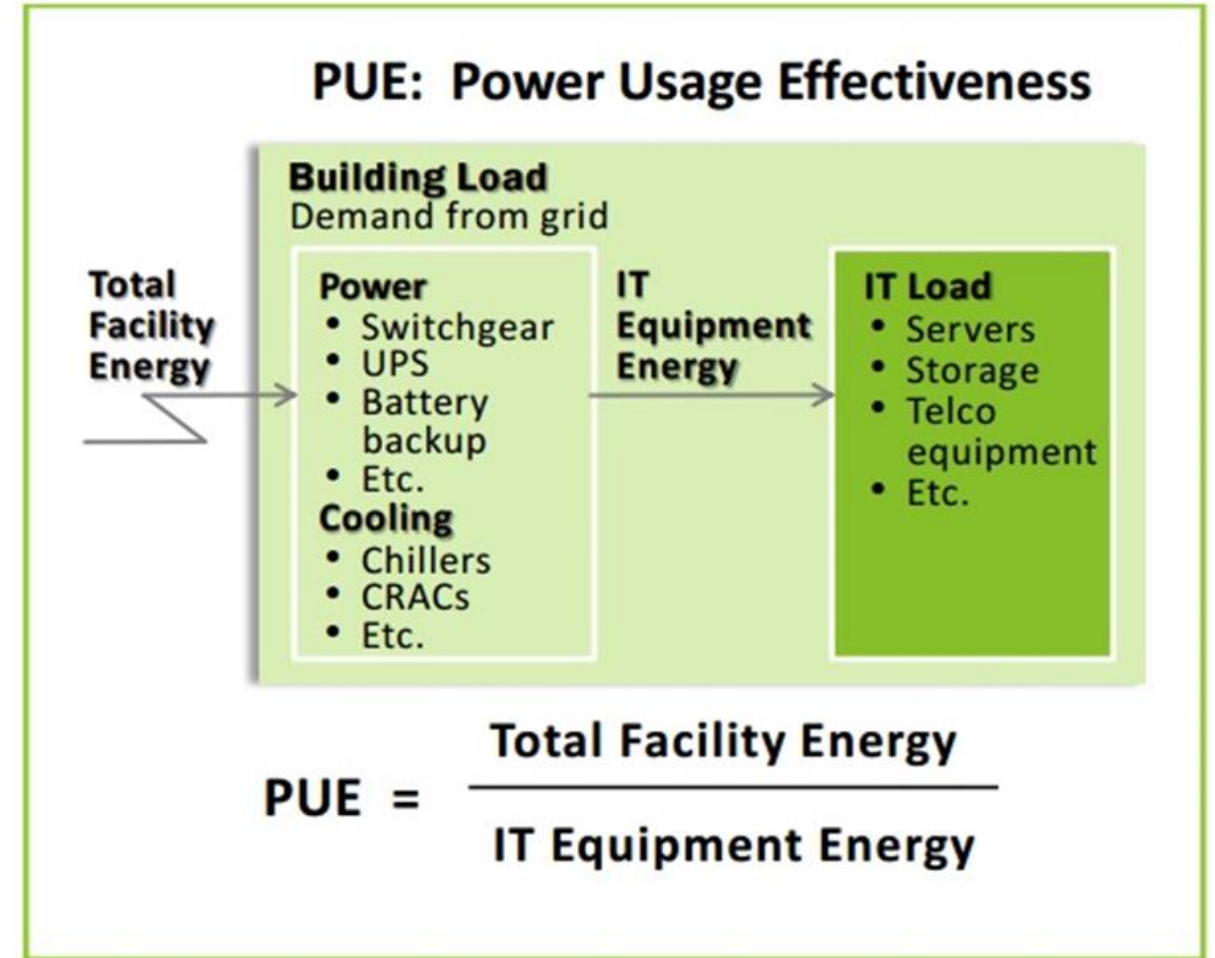 PUE: Power Usage Effectiveness
Building Load
Demand from grid
Total
Facility
Energy
Power
• Switchgear
• UPS
• Battery
backup
• Etc.
Cooling
• Chillers
• CRACs
• Etc.
IT
Equipment
Energy
IT Load
• Servers
• Storage
• Telco
equipment
• Etc.
PUE =
Total Facility Energy
IT Equipment Energy